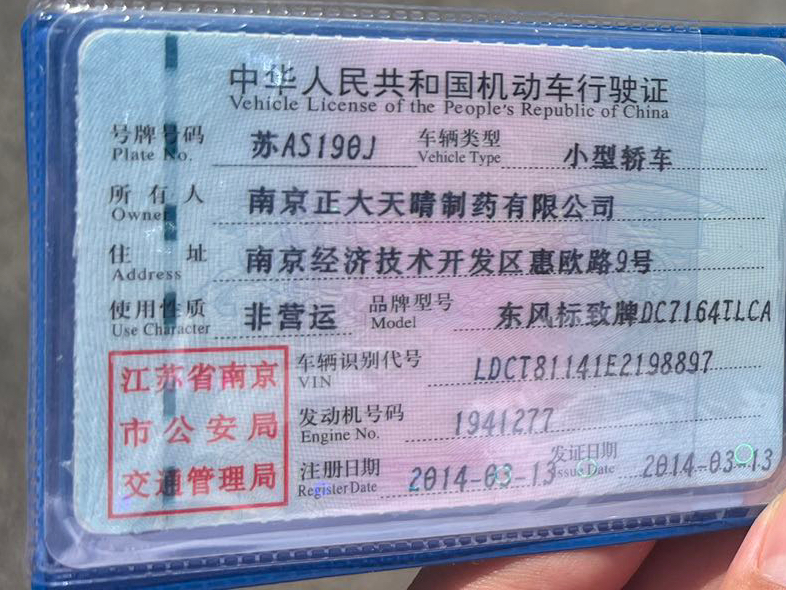 中华人民共和国机动车行驶证
Vehicle License of the People's Republic of China
号牌号码 苏AS190J 车辆类型 小型轿车
Plate No. Vehicle Type
所有人 南京正大天晴制药有限公司
Owner
住址 南京经济技术开发区惠欧路9号
Address
使用性质 非营运 品牌型号 东风标致牌DC7164TLCA
Use Character Model
江苏省南京
市公安局
交通管理局
车辆识别代号 LDCT81141E2198897
VIN
发动机号码 1941277
Engine No.
注册日期 2014-03-13 发证日期 2014-03-13
Register Date Issue Date